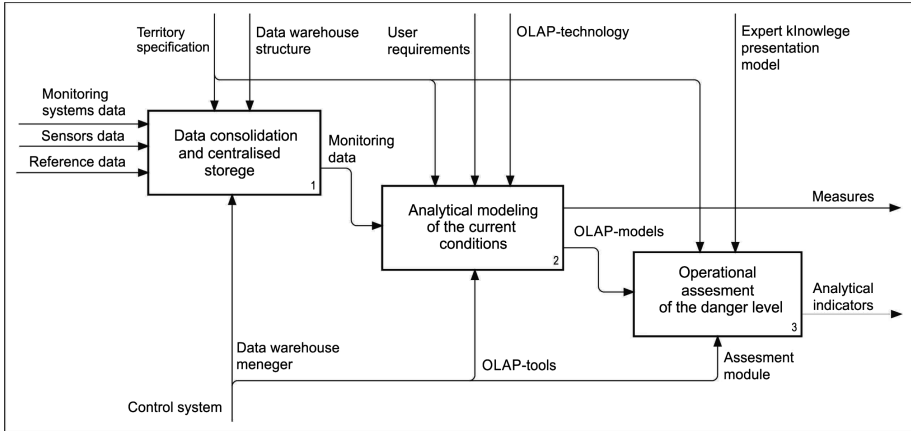 Territory
specification
Data warehouse
structure
User
requirements
OLAP-technology
Expert klnowlege
presentation
model
Monitoring
systems data
Sensors data
Reference data
Data consolidation
and centralised
storege
1
Monitoring
data
Analytical modeling
of the current
conditions
2
Measures
OLAP-models
Operational
assesment
of the danger level
3
Analytical
indicators
Data warehouse
meneger
OLAP-tools
Assesment
module
Control system